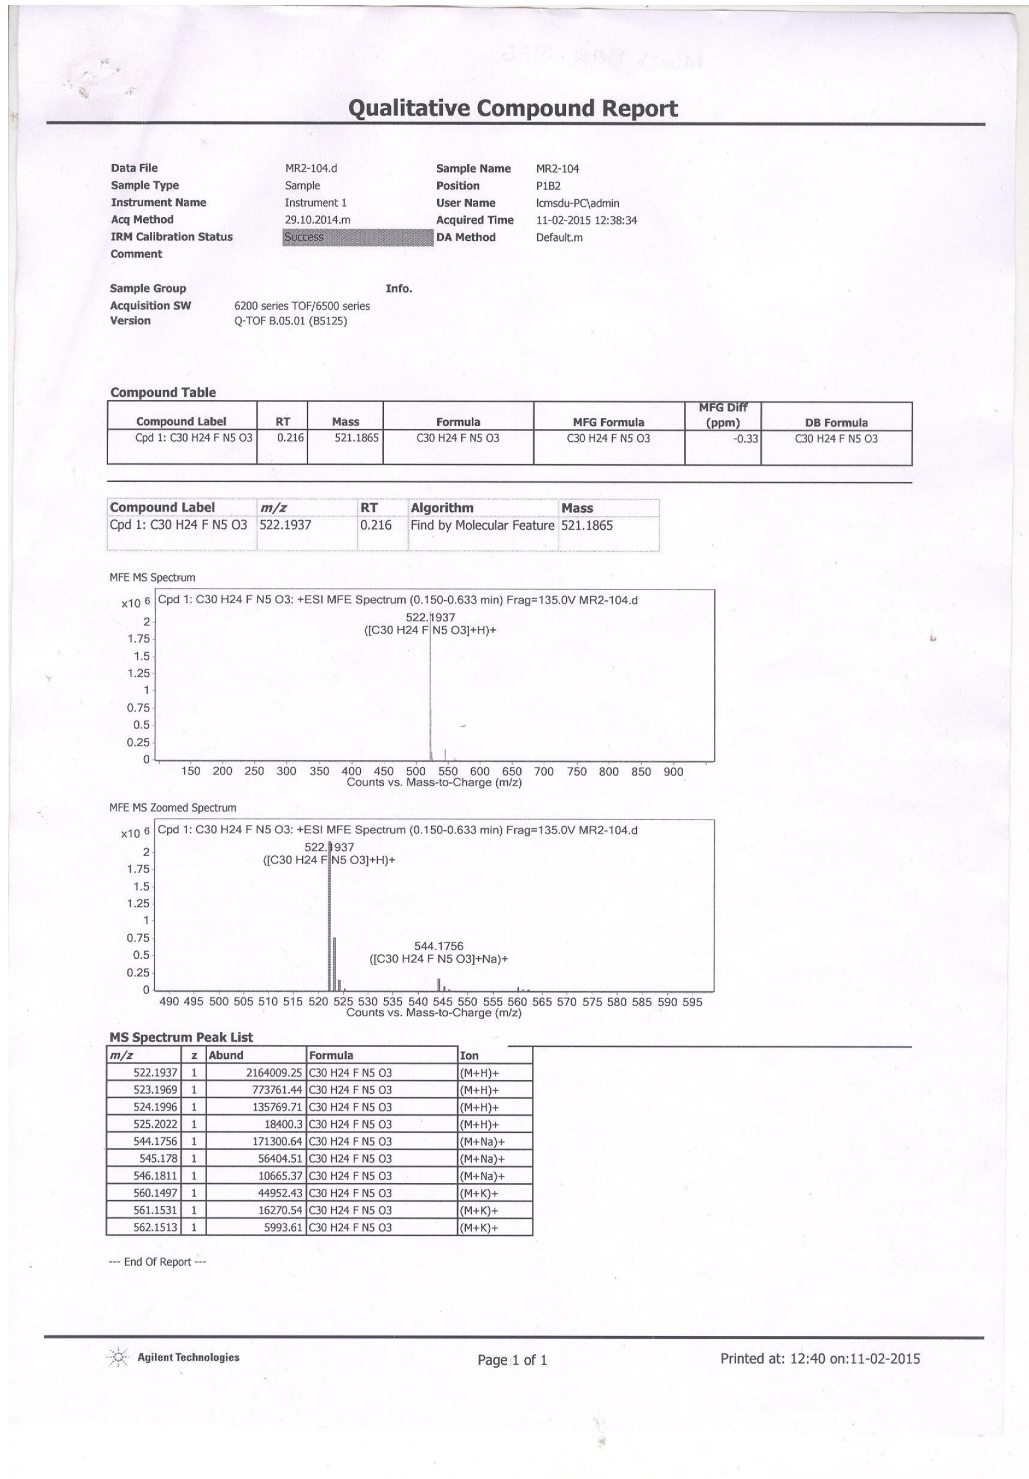 Qualitative Compound Report
Data File MR2-104.d Sample Name MR2-104
Sample Type Sample Position P1B2
Instrument Name Instrument 1 User Name lcmsdu-PC\admin
Acq Method 29.10.2014.m Acquired Time 11-02-2015 12:38:34
IRM Calibration Status Success DA Method Default.m
Comment
Sample Group Info.
Acquisition SW 6200 series TOF/6500 series
Version Q-TOF B.05.01 (B5125)
Compound Table
Compound Label RT Mass Formula MFG Formula MFG Diff (ppm) DB Formula
Cpd 1: C30 H24 F N5 O3 0.216 521.1865 C30 H24 F N5 O3 C30 H24 F N5 O3 -0.33 C30 H24 F N5 O3
Compound Label m/z RT Algorithm Mass
Cpd 1: C30 H24 F N5 O3 522.1937 0.216 Find by Molecular Feature 521.1865
MFE MS Spectrum
x10 6 Cpd 1: C30 H24 F N5 O3: +ESI MFE Spectrum (0.150-0.633 min) Frag=135.0V MR2-104.d
522.1937
([C30 H24 F N5 O3]+H)+
2
1.75
1.5
1.25
1
0.75
0.5
0.25
0
150 200 250 300 350 400 450 500 550 600 650 700 750 800 850 900
Counts vs. Mass-to-Charge (m/z)
MFE MS Zoomed Spectrum
x10 6 Cpd 1: C30 H24 F N5 O3: +ESI MFE Spectrum (0.150-0.633 min) Frag=135.0V MR2-104.d
522.1937
([C30 H24 F N5 O3]+H)+
2
1.75
1.5
1.25
1
0.75
544.1756
0.5
([C30 H24 F N5 O3]+Na)+
0.25
0
490 495 500 505 510 515 520 525 530 535 540 545 550 555 560 565 570 575 580 585 590 595
Counts vs. Mass-to-Charge (m/z)
MS Spectrum Peak List
m/z z Abund Formula Ion
522.1937 1 2164009.25 C30 H24 F N5 O3 (M+H)+
523.1969 1 773761.44 C30 H24 F N5 O3 (M+H)+
524.1996 1 135769.71 C30 H24 F N5 O3 (M+H)+
525.2022 1 18400.3 C30 H24 F N5 O3 (M+H)+
544.1756 1 171300.64 C30 H24 F N5 O3 (M+Na)+
545.178 1 56404.51 C30 H24 F N5 O3 (M+Na)+
546.1811 1 10665.37 C30 H24 F N5 O3 (M+Na)+
560.1497 1 44952.43 C30 H24 F N5 O3 (M+K)+
561.1531 1 16270.54 C30 H24 F N5 O3 (M+K)+
562.1513 1 5993.61 C30 H24 F N5 O3 (M+K)+
--- End Of Report ---
Agilent Technologies Page 1 of 1 Printed at: 12:40 on:11-02-2015